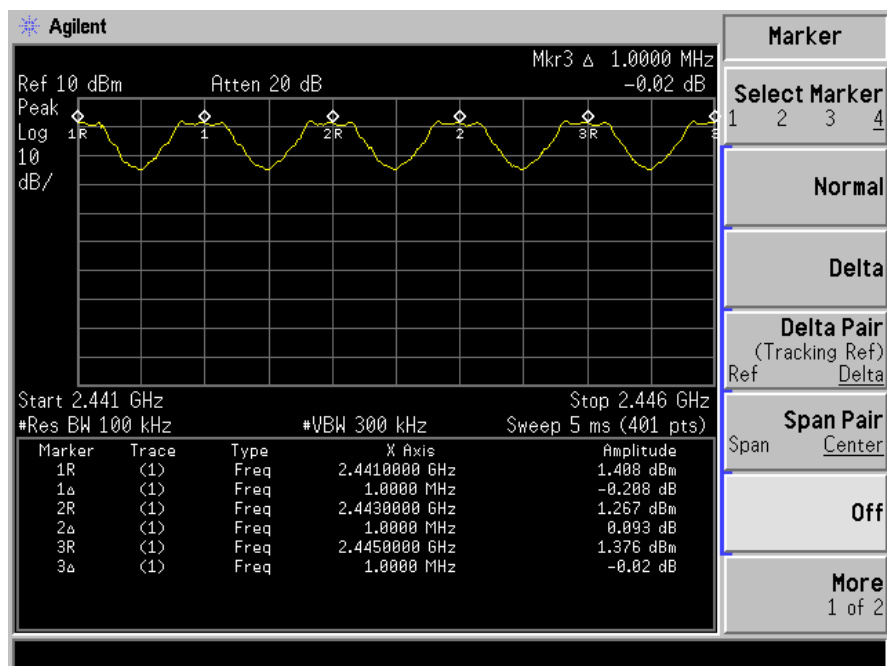 Agilent
Marker
Mkr3 Δ 1.0000 MHz
Ref 10 dBm Atten 20 dB -0.02 dB
Peak
Log
10
dB/
1R 1 2R 2 3R 3
Start 2.441 GHz Stop 2.446 GHz
#Res BW 100 kHz #VBW 300 kHz Sweep 5 ms (401 pts)
Marker Trace Type X Axis Amplitude
1R (1) Freq 2.4410000 GHz 1.408 dBm
1Δ (1) Freq 1.0000 MHz -0.208 dB
2R (1) Freq 2.4430000 GHz 1.267 dBm
2Δ (1) Freq 1.0000 MHz 0.093 dB
3R (1) Freq 2.4450000 GHz 1.376 dBm
3Δ (1) Freq 1.0000 MHz -0.02 dB
Select Marker
1 2 3 4
Normal
Delta
Delta Pair
(Tracking Ref)
Ref Delta
Span Pair
Span Center
Off
More
1 of 2